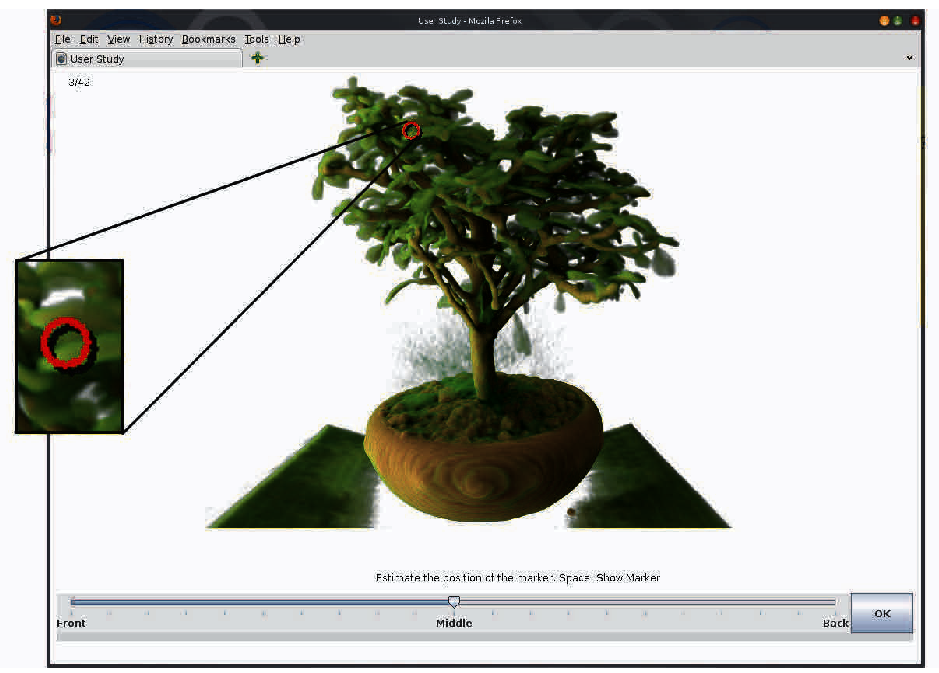 User Study - Mozilla Firefox
File Edit View History Bookmarks Tools Help
User Study
3/42
Estimate the position of the marker. Space: Show Marker
Front Middle Back
OK